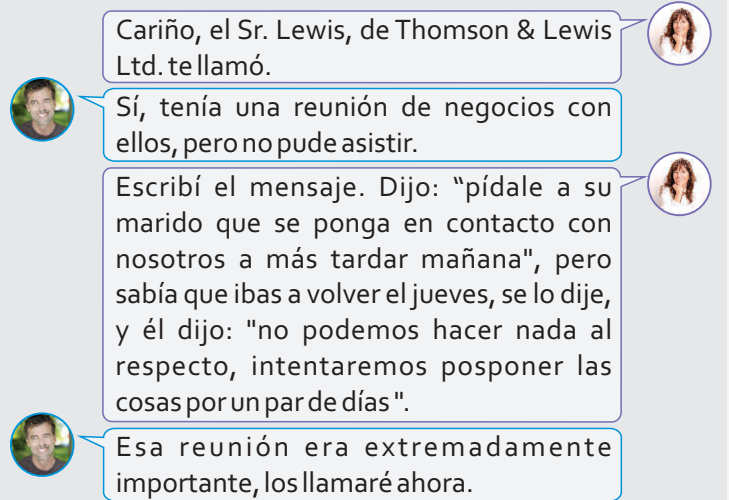 Cariño, el Sr. Lewis, de Thomson & Lewis
Ltd. te llamó.
Sí, tenía una reunión de negocios con
ellos, pero no pude asistir.
Escribí el mensaje. Dijo: “pídale a su
marido que se ponga en contacto con
nosotros a más tardar mañana", pero
sabía que ibas a volver el jueves, se lo dije,
y él dijo: "no podemos hacer nada al
respecto, intentaremos posponer las
cosas por un par de días ".
Esa reunión era extremadamente
importante, los llamaré ahora.